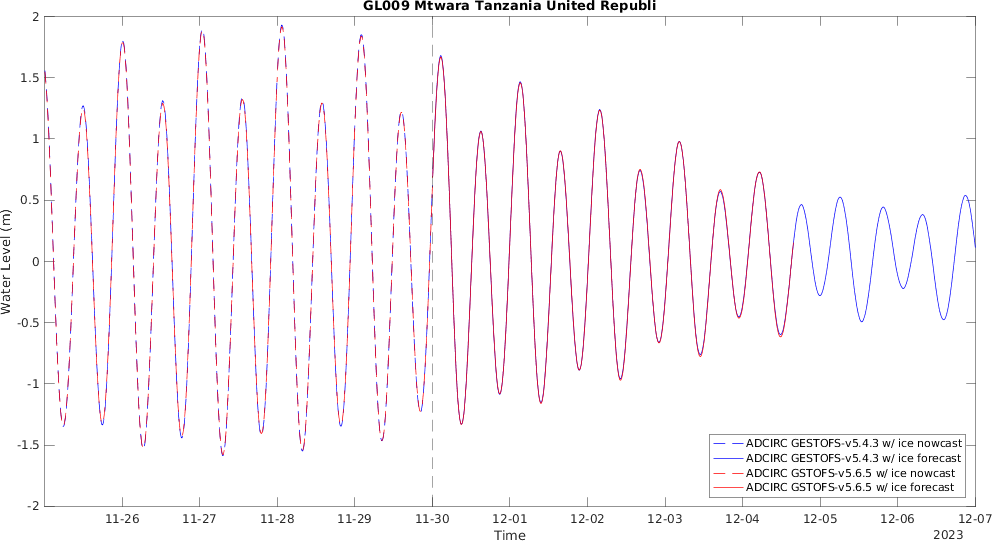 GL009 Mtwara Tanzania United Republi
2
1.5
1
0.5
0
-0.5
-1
-1.5
-2
Water Level (m)
11-26 11-27 11-28 11-29 11-30 12-01 12-02 12-03 12-04 12-05 12-06 12-07
Time
2023
ADCIRC GESTOFS-v5.4.3 w/ ice nowcast
ADCIRC GESTOFS-v5.4.3 w/ ice forecast
ADCIRC GSTOFS-v5.6.5 w/ ice nowcast
ADCIRC GSTOFS-v5.6.5 w/ ice forecast